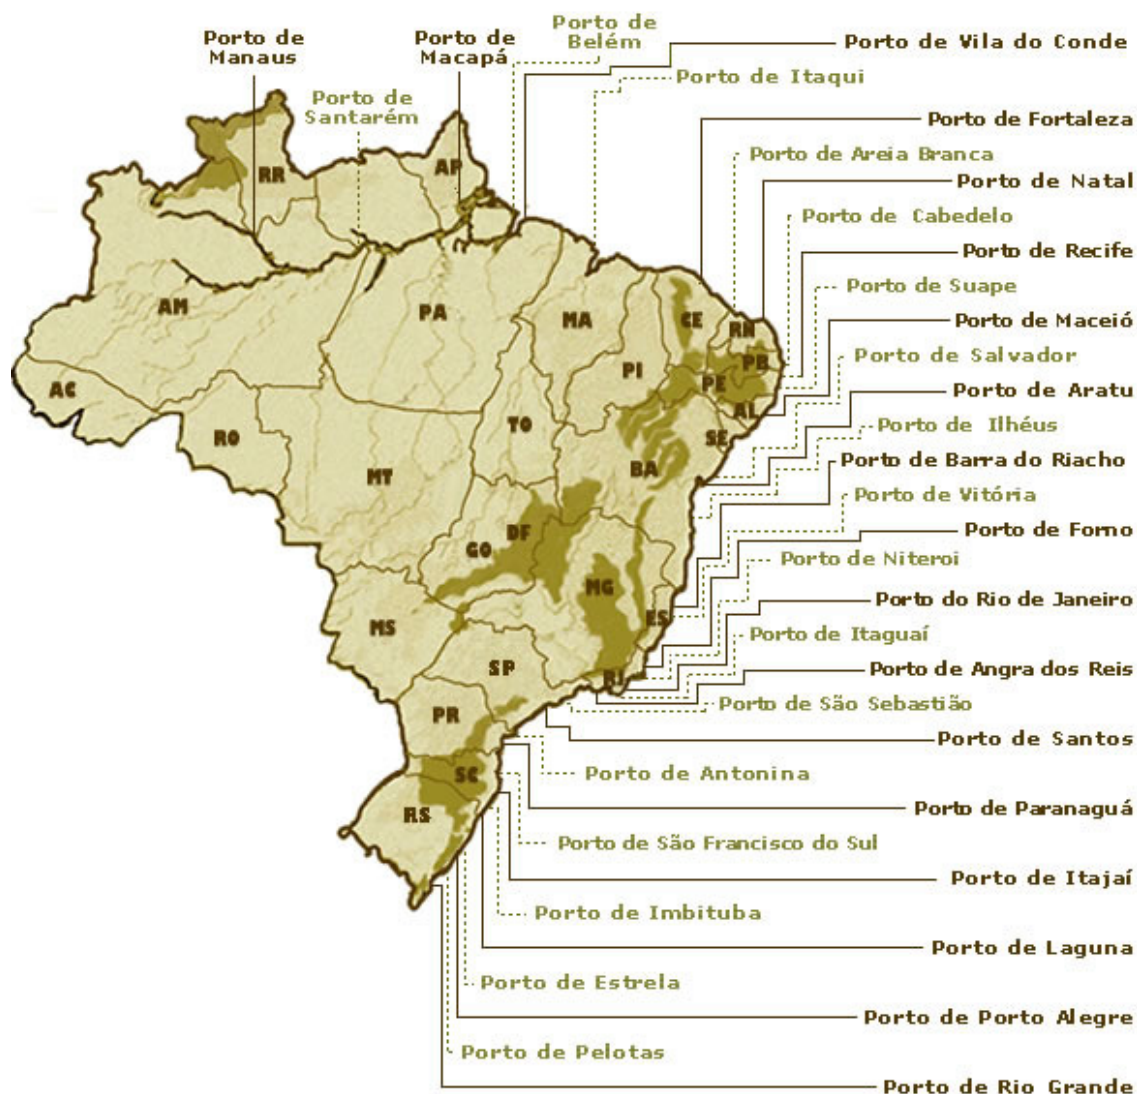 Porto de
Manaus
Porto de
Santarém
Porto de
Macapá
Porto de
Belém
Porto de Vila do Conde
Porto de Itaqui
Porto de Fortaleza
Porto de Areia Branca
Porto de Natal
Porto de Cabedelo
Porto de Recife
Porto de Suape
Porto de Maceió
Porto de Salvador
Porto de Aratu
Porto de Ilhéus
Porto de Barra do Riacho
Porto de Vitória
Porto de Forno
Porto de Niteroi
Porto do Rio de Janeiro
Porto de Itaguaí
Porto de Angra dos Reis
Porto de São Sebastião
Porto de Santos
Porto de Antonina
Porto de Paranaguá
Porto de São Francisco do Sul
Porto de Itajaí
Porto de Imbituba
Porto de Laguna
Porto de Estrela
Porto de Porto Alegre
Porto de Pelotas
Porto de Rio Grande
RR
AP
AM
PA
MA
CE
RN
PB
PI
PE
AL
SE
AC
RO
TO
BA
MT
DF
GO
MG
ES
MS
SP
RJ
PR
SC
RS